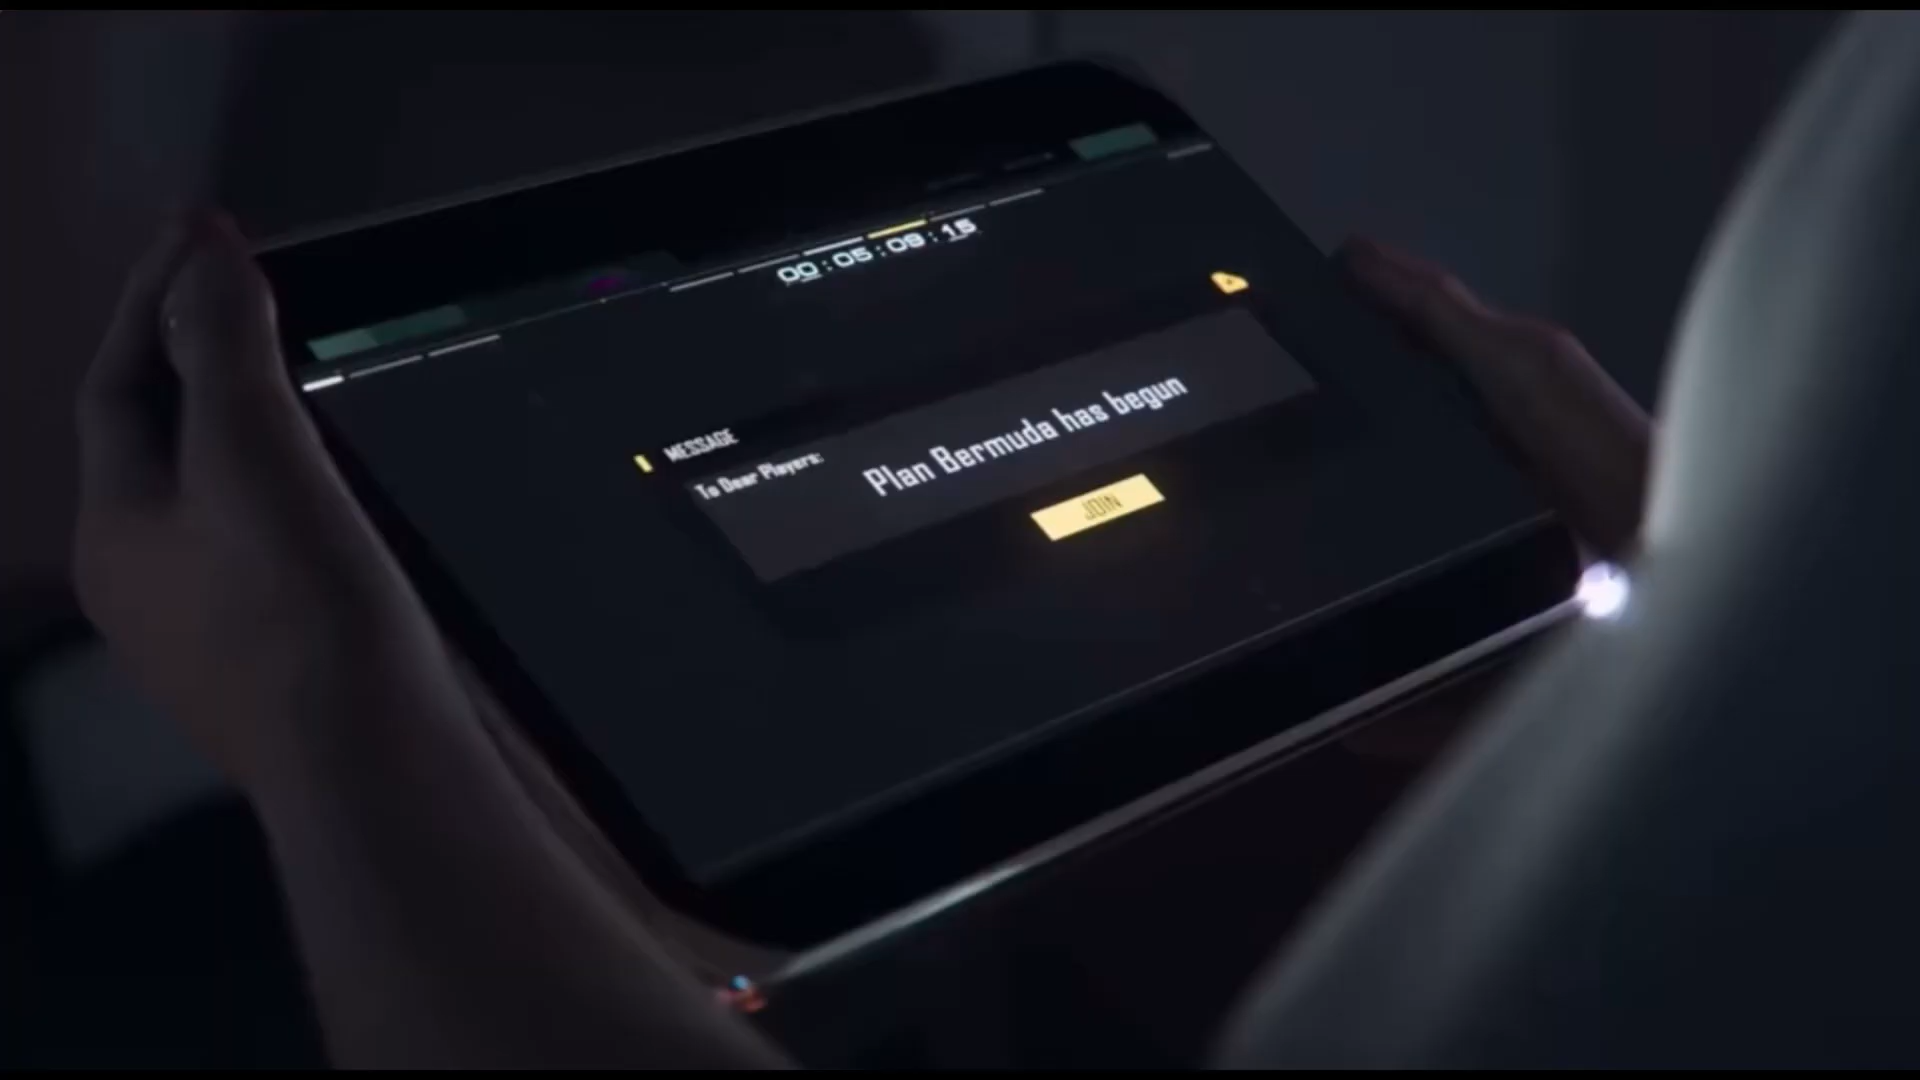 00:05:09:15
MESSAGE
To Dear Players:
Plan Bermuda has begun
JOIN